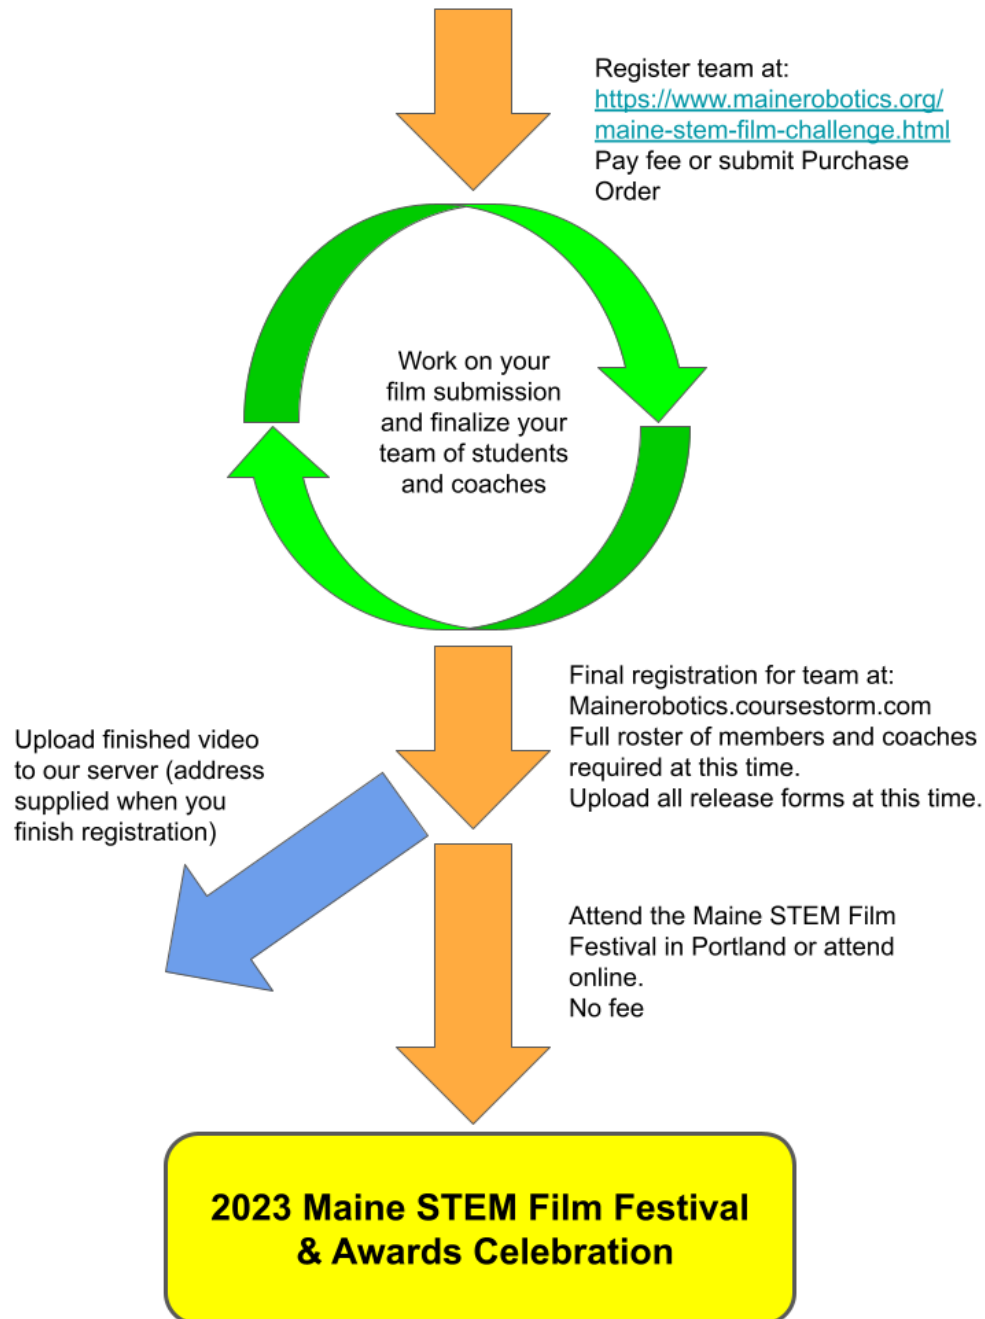 Register team at:
https://www.mainerobotics.org/
maine-stem-film-challenge.html
Pay fee or submit Purchase
Order
Work on your
film submission
and finalize your
team of students
and coaches
Final registration for team at:
Mainerobotics.coursestorm.com
Full roster of members and coaches
required at this time.
Upload all release forms at this time.
Upload finished video
to our server (address
supplied when you
finish registration)
Attend the Maine STEM Film
Festival in Portland or attend
online.
No fee
2023 Maine STEM Film Festival
& Awards Celebration